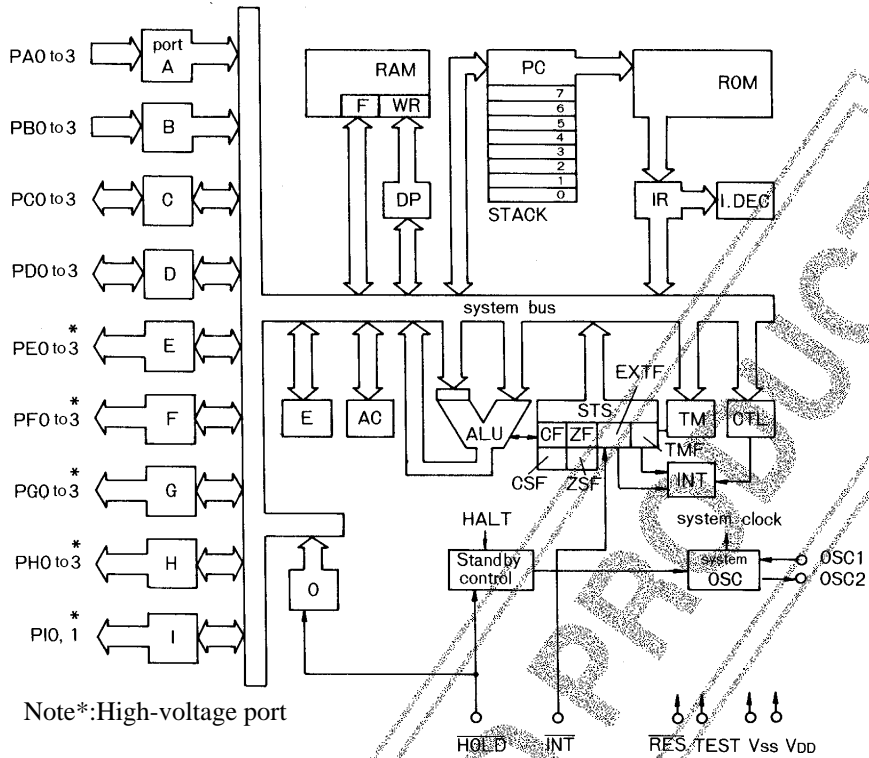 PA0 to 3
port
A
PB0 to 3
B
PC0 to 3
C
PD0 to 3
D
PE0 to 3*
E
PF0 to 3*
F
PG0 to 3*
G
PH0 to 3*
H
PI0, 1*
I
Note*:High-voltage port
RAM
F
WR
DP
PC
7
6
5
4
3
2
1
0
STACK
ROM
IR
I.DEC
system bus
E
AC
ALU
STS
EXTF
CF
ZF
CSF
ZSF
TM
TMF
CTL
INT
0
HALT
Standby
control
system clock
system
OSC
OSC1
OSC2
HOLD
INT
RES
TEST
VSS
VDD
PRODUCT